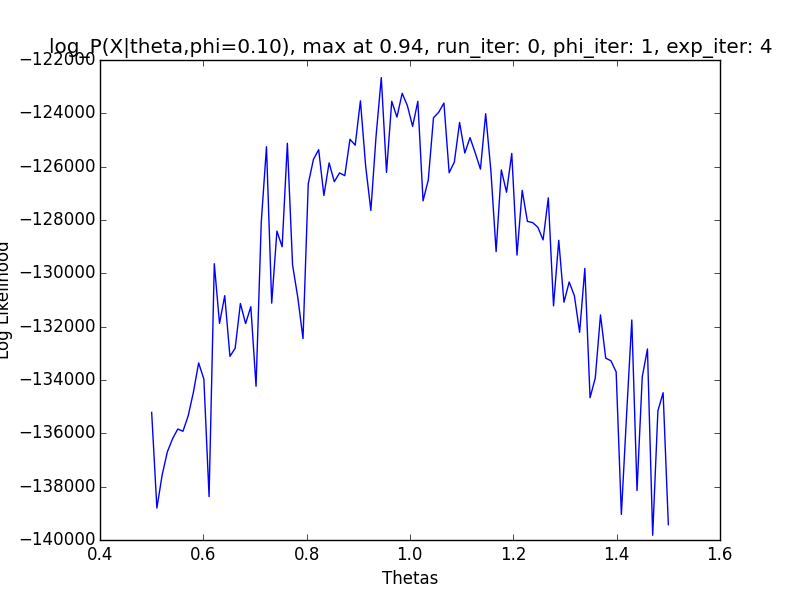 log_P(X|theta,phi=0.10), max at 0.94, run_iter: 0, phi_iter: 1, exp_iter: 4
−122000
−124000
−126000
−128000
−130000
−132000
−134000
−136000
−138000
−140000
Log Likelihood
0.4 0.6 0.8 1.0 1.2 1.4 1.6
Thetas